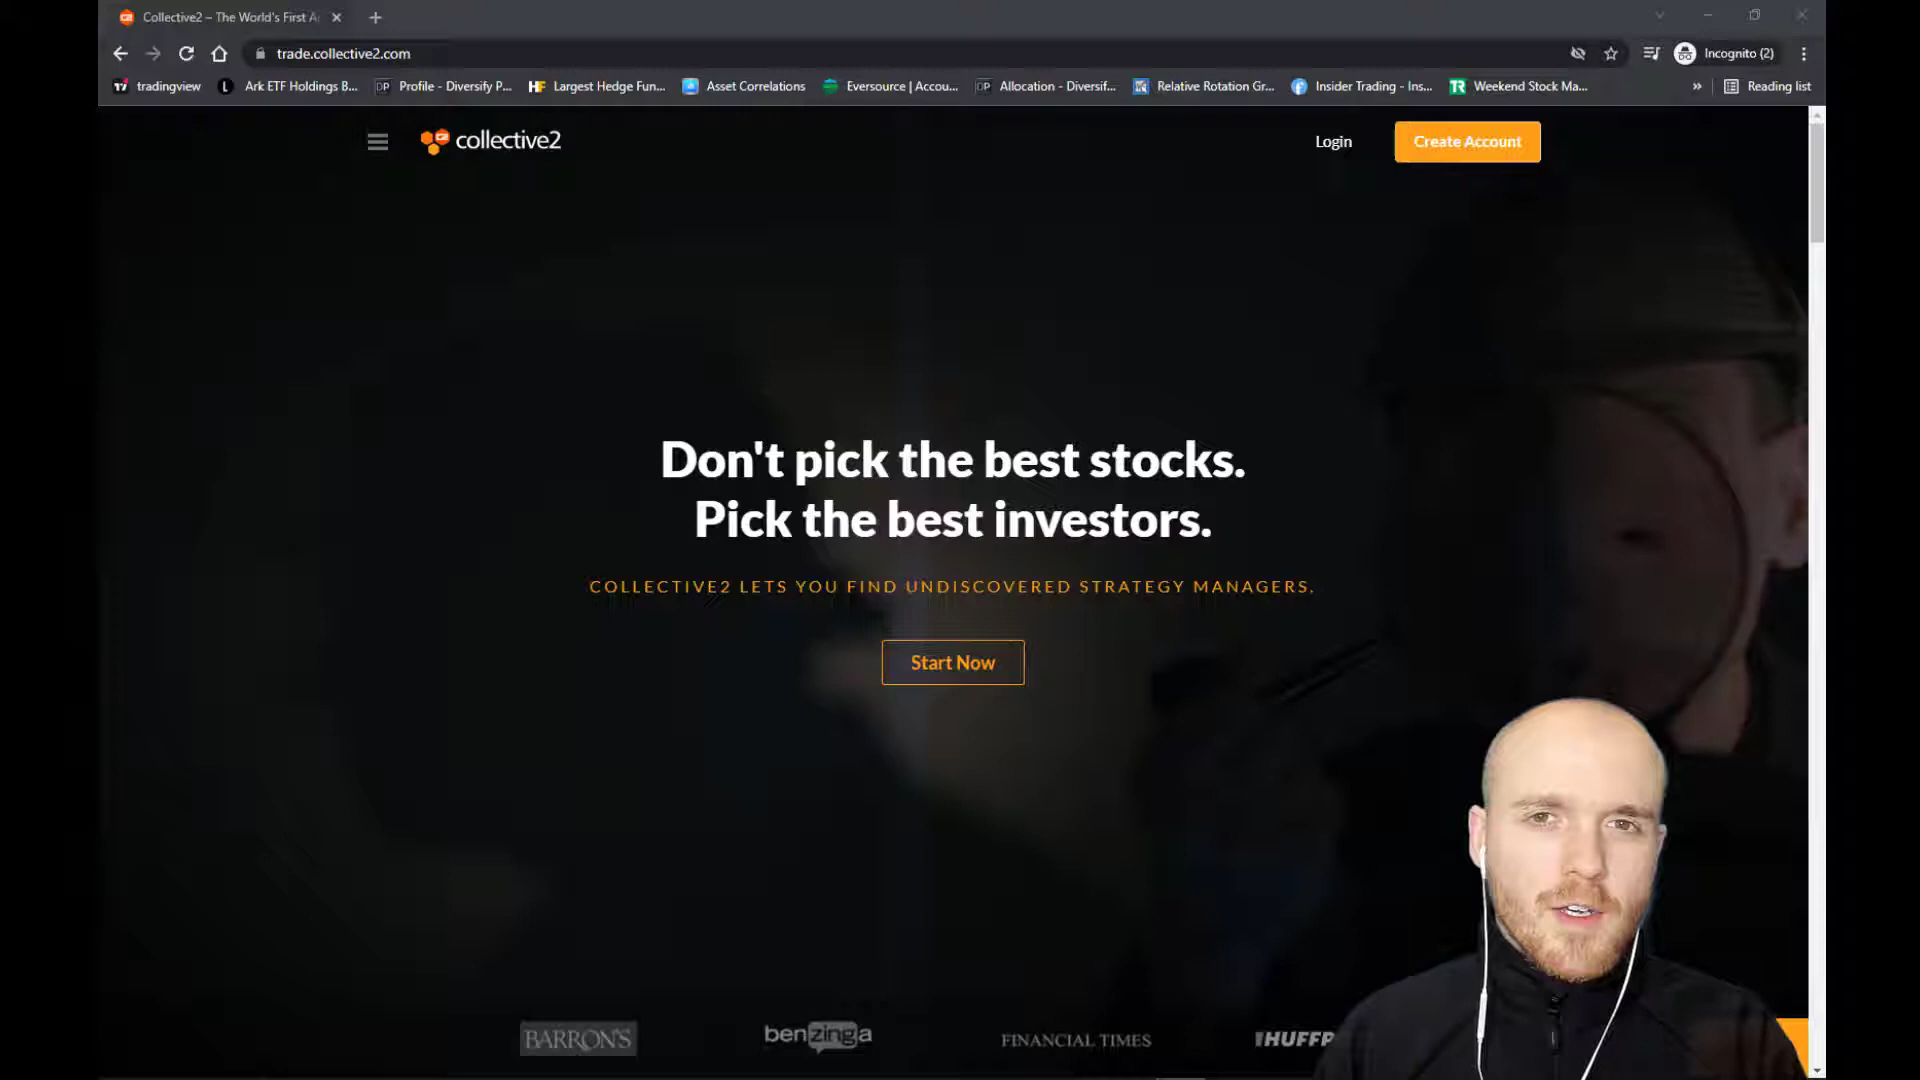 Collective2 – The World's First A
trade.collective2.com
Incognito (2)
tradingview
Ark ETF Holdings B...
Profile - Diversify P...
Largest Hedge Fun...
Asset Correlations
Eversource | Accou...
Allocation - Diversif...
Relative Rotation Gr...
Insider Trading - Ins...
Weekend Stock Ma...
»
Reading list
collective2
Login
Create Account
Don't pick the best stocks.
Pick the best investors.
COLLECTIVE2 LETS YOU FIND UNDISCOVERED STRATEGY MANAGERS.
Start Now
BARRON'S
benzinga
FINANCIAL TIMES
IHUFFP